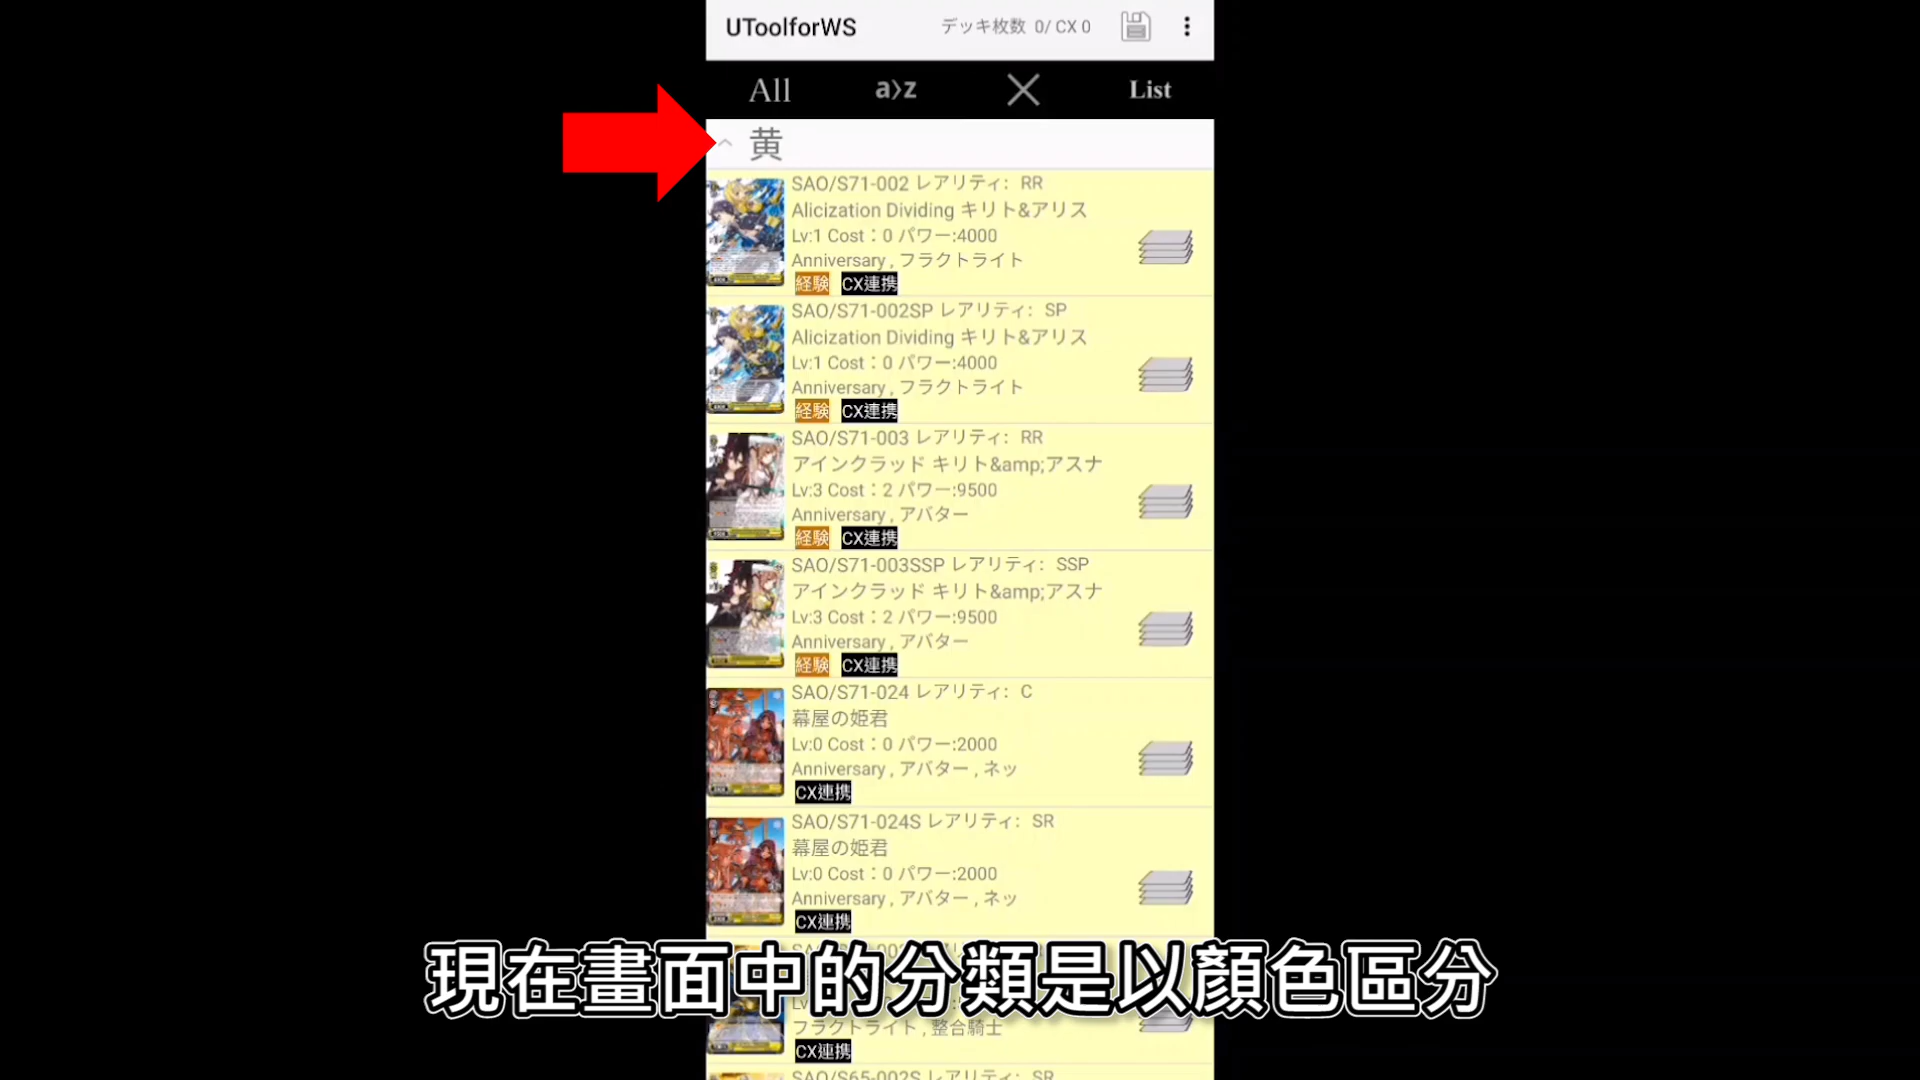 UToolforWS
デッキ枚数 0/ CX 0
All
a>z
List
黄
SAO/S71-002 レアリティ: RR
Alicization Dividing キリト&アリス
Lv:1 Cost：0 パワー:4000
Anniversary , フラクトライト
経験 CX連携
SAO/S71-002SP レアリティ: SP
Alicization Dividing キリト&アリス
Lv:1 Cost：0 パワー:4000
Anniversary , フラクトライト
経験 CX連携
SAO/S71-003 レアリティ: RR
アインクラッド キリト&amp;アスナ
Lv:3 Cost：2 パワー:9500
Anniversary , アバター
経験 CX連携
SAO/S71-003SSP レアリティ: SSP
アインクラッド キリト&amp;アスナ
Lv:3 Cost：2 パワー:9500
Anniversary , アバター
経験 CX連携
SAO/S71-024 レアリティ: C
幕屋の姫君
Lv:0 Cost：0 パワー:2000
Anniversary , アバター , ネッ
CX連携
SAO/S71-024S レアリティ: SR
幕屋の姫君
Lv:0 Cost：0 パワー:2000
Anniversary , アバター , ネッ
CX連携
現在畫面中的分類是以顏色區分
フラクトライト , 整合騎士
CX連携
SAO/S65-002S レアリティ: SR